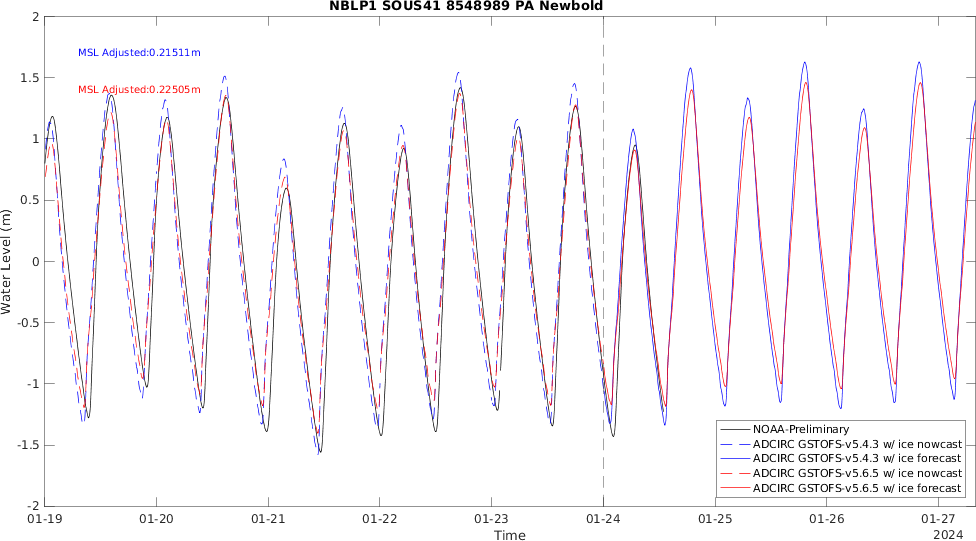 NBLP1 SOUS41 8548989 PA Newbold
2
1.5
1
0.5
0
-0.5
-1
-1.5
-2
Water Level (m)
MSL Adjusted:0.21511m
MSL Adjusted:0.22505m
NOAA-Preliminary
ADCIRC GSTOFS-v5.4.3 w/ ice nowcast
ADCIRC GSTOFS-v5.4.3 w/ ice forecast
ADCIRC GSTOFS-v5.6.5 w/ ice nowcast
ADCIRC GSTOFS-v5.6.5 w/ ice forecast
01-19 01-20 01-21 01-22 01-23 01-24 01-25 01-26 01-27
Time
2024